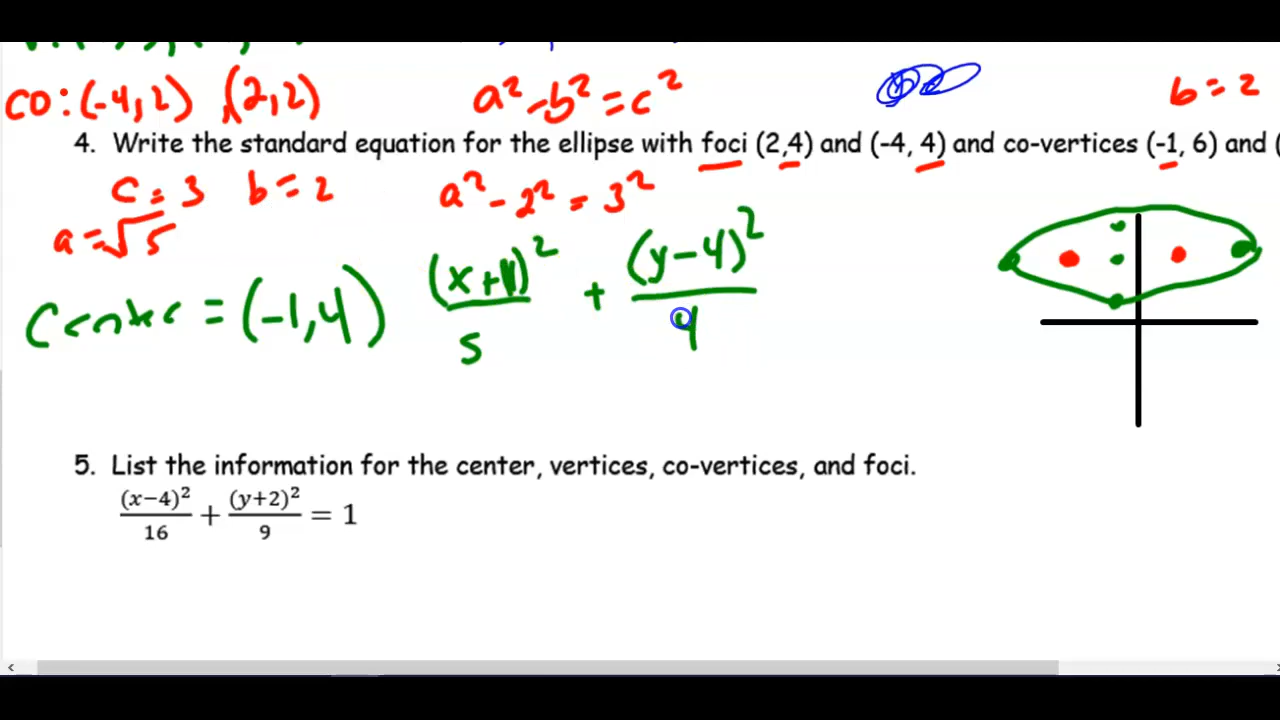 co: (-4, 2) (2, 2) a² - b² = c² b = 2
4. Write the standard equation for the ellipse with foci (2,4) and (-4, 4) and co-vertices (-1, 6) and (
c = 3 b = 2 a² - 2² = 3²
a = √5
Center = (-1, 4) (x + 1)² / 5 + (y - 4)² / 4
5. List the information for the center, vertices, co-vertices, and foci.
(x-4)² / 16 + (y+2)² / 9 = 1